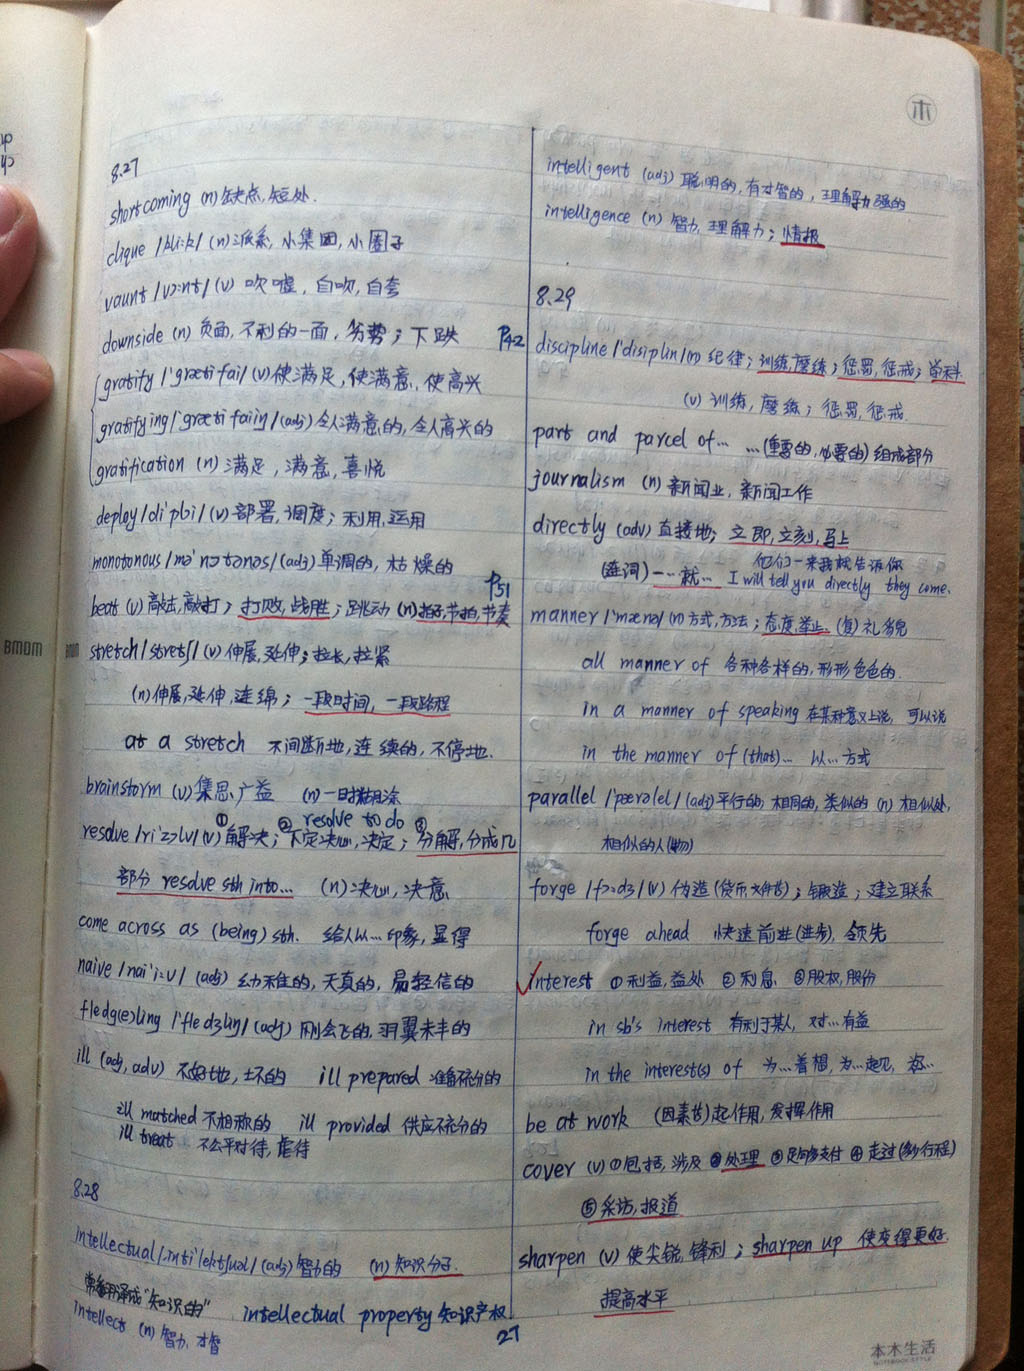 8.27
shortcoming (n) 缺点, 短处.
clique /kli:k/ (n) 派系, 小集团, 小圈子
vaunt /vɔ:nt/ (v) 吹嘘, 自吹, 自夸
downside (n) 负面, 不利的一面, 劣势; 下跌
gratify /'grætifai/ (v) 使满足, 使满意, 使高兴
gratifying /'grætifaiiŋ/ (adj) 令人满意的, 令人高兴的
gratification (n) 满足, 满意, 喜悦
deploy /di'plɔi/ (v) 部署, 调度; 利用, 运用
monotonous /mə'nɔtənəs/ (adj) 单调的, 枯燥的
P51
beat (v) 敲击, 敲打; 打败, 战胜; 跳动 (n) 拍子, 节拍, 节奏
stretch /stretʃ/ (v) 伸展, 延伸; 拉长, 拉紧
(n) 伸展, 延伸, 连绵; 一段时间, 一段路程
at a stretch 不间断地, 连续的, 不停地.
brainstorm (v) 集思广益 (n) 一时糊涂
① ② resolve to do ③
resolve /ri'zɔlv/ (v) 解决; 下定决心, 决定; 分解, 分成几
部分 resolve sth into... (n) 决心, 决意
come across as (being) sth. 给人以...印象, 显得
naive /nai'i:v/ (adj) 幼稚的, 天真的, 易轻信的
fledg(e)ling /'fledʒliŋ/ (adj) 刚会飞的, 羽翼未丰的
ill (adj, adv) 不好地, 坏的 ill prepared 准备不充分的
ill matched 不相称的 ill provided 供应不充分的
ill treat 不公平对待, 虐待
8.28
intellectual /,inti'lektʃuəl/ (adj) 智力的 (n) 知识分子.
常翻译成"知识的" intellectual property 知识产权
intellect (n) 智力, 才智
intelligent (adj) 聪明的, 有才智的, 理解力强的
intelligence (n) 智力, 理解力; 情报
8.29
P42 discipline /'disiplin/ (n) 纪律; 训练, 磨练; 惩罚, 惩戒; 学科
(v) 训练, 磨练; 惩罚, 惩戒.
part and parcel of... ...(重要的, 必要的) 组成部分
journalism (n) 新闻业, 新闻工作
directly (adv) 直接地; 立即, 立刻, 马上
他们一来我就告诉你
(连词) 一...就... I will tell you directly they come.
manner /'mænə/ (n) 方式, 方法; 态度, 举止. (复) 礼貌
all manner of 各种各样的, 形形色色的.
in a manner of speaking 在某种意义上说, 可以说
in the manner of (that)... 以...方式
parallel /'pærəlel/ (adj) 平行的; 相同的, 类似的 (n) 相似处,
相似的人(物)
forge /fɔ:dʒ/ (v) 伪造 (货币, 文件等); 锻造; 建立联系
forge ahead 快速前进(进步), 领先
interest ① 利益, 益处 ② 利息 ③ 股权, 股份
in sb's interest 有利于某人, 对...有益
in the interest(s) of 为...着想, 为...起见,
be at work (因素等) 起作用, 发挥作用
cover (v) ① 包括, 涉及 ② 处理 ③ 足够支付 ④ 走过(多少行程)
⑤ 采访, 报道
sharpen (v) 使尖锐, 锋利; sharpen up 使变得更好.
提高水平
27
BMOM
本
本木生活
NOTEBOOK STYLE